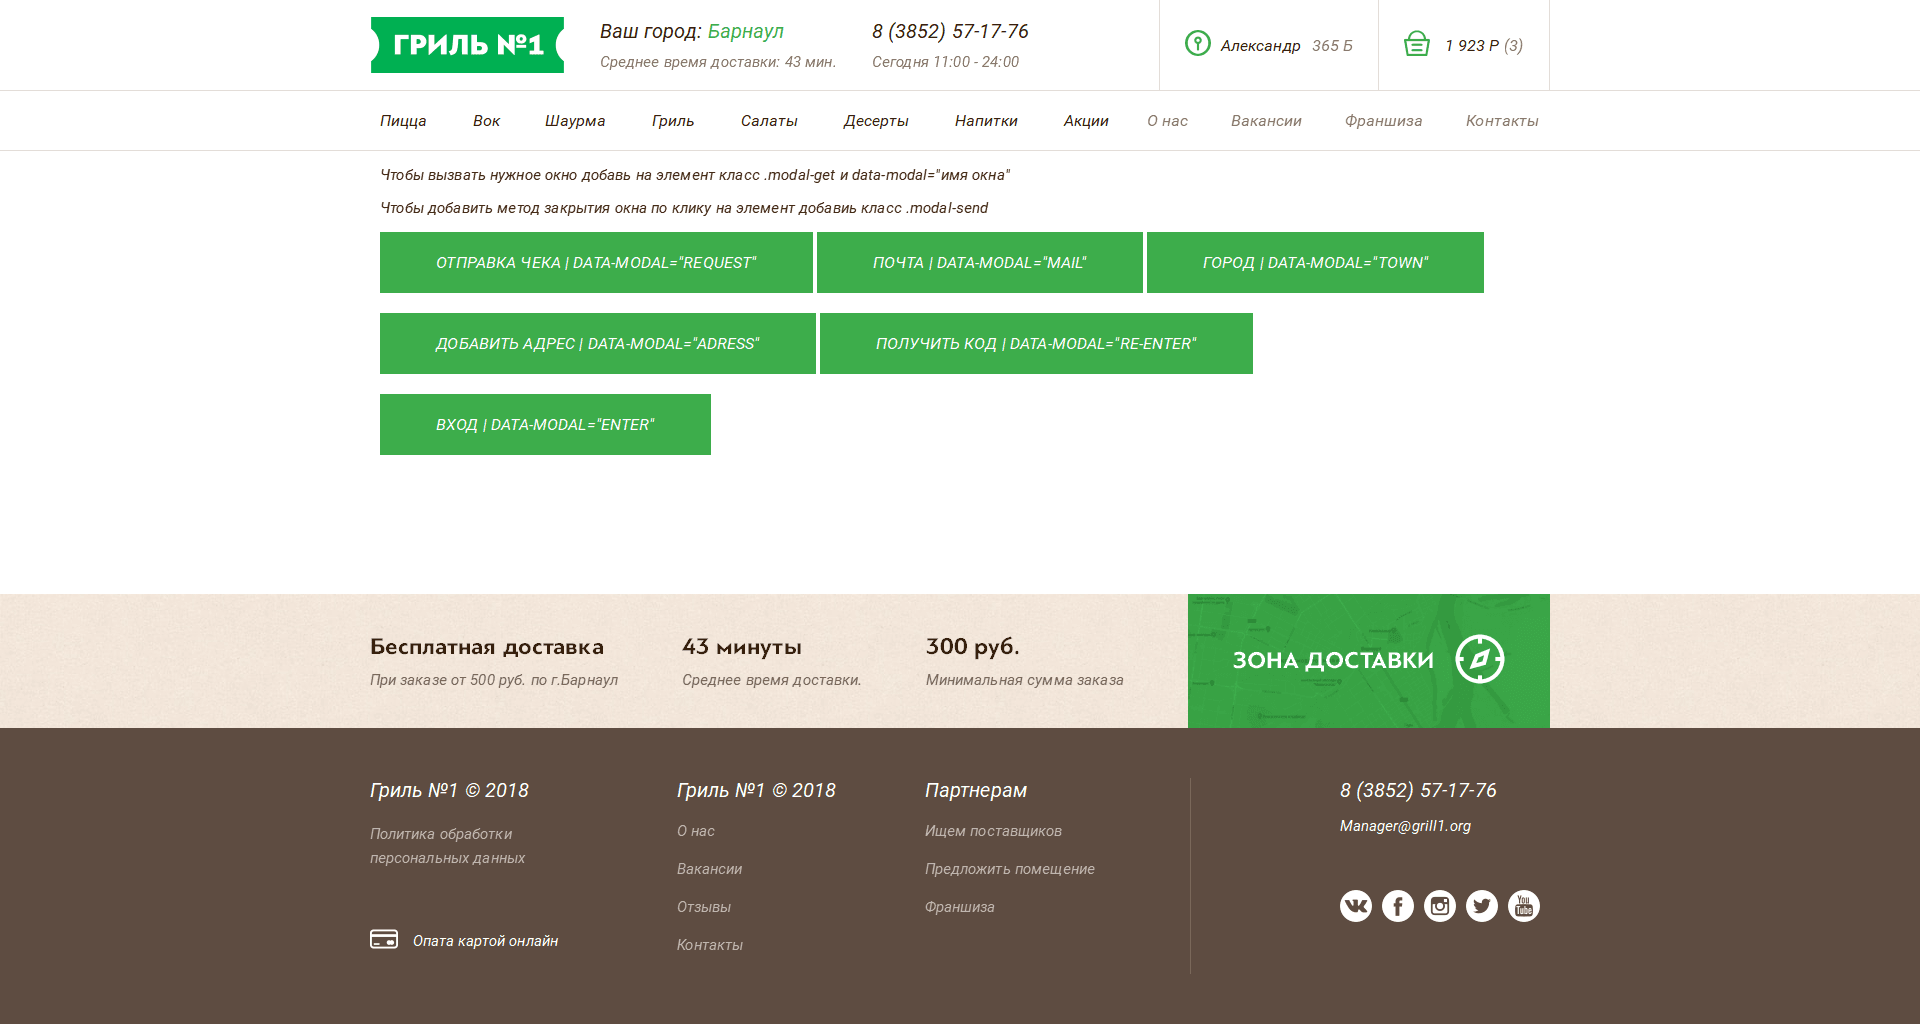 ГРИЛЬ №1
Ваш город: Барнаул
Среднее время доставки: 43 мин.
8 (3852) 57-17-76
Сегодня 11:00 - 24:00
Александр 365 Б
1 923 Р (3)
Пицца Вок Шаурма Гриль Салаты Десерты Напитки Акции О нас Вакансии Франшиза Контакты
Чтобы вызвать нужное окно добавь на элемент класс .modal-get и data-modal="имя окна"
Чтобы добавить метод закрытия окна по клику на элемент добавиь класс .modal-send
ОТПРАВКА ЧЕКА | DATA-MODAL="REQUEST"
ПОЧТА | DATA-MODAL="MAIL"
ГОРОД | DATA-MODAL="TOWN"
ДОБАВИТЬ АДРЕС | DATA-MODAL="ADRESS"
ПОЛУЧИТЬ КОД | DATA-MODAL="RE-ENTER"
ВХОД | DATA-MODAL="ENTER"
Бесплатная доставка
При заказе от 500 руб. по г.Барнаул
43 минуты
Среднее время доставки.
300 руб.
Минимальная сумма заказа
ЗОНА ДОСТАВКИ
Гриль №1 © 2018
Политика обработки
персональных данных
Опата картой онлайн
Гриль №1 © 2018
О нас
Вакансии
Отзывы
Контакты
Партнерам
Ищем поставщиков
Предложить помещение
Франшиза
8 (3852) 57-17-76
Manager@grill1.org
You
Tube